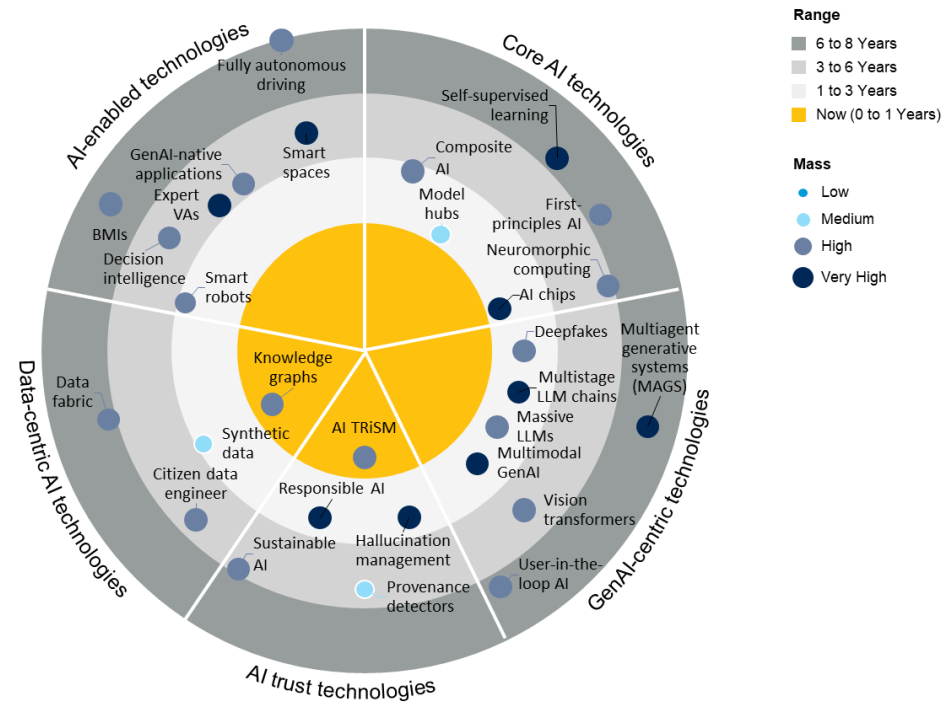 AI-enabled technologies
Fully autonomous
driving
Smart
spaces
GenAI-native
applications
Expert
VAs
BMIs
Decision
intelligence
Smart
robots
Core AI technologies
Self-supervised
learning
Composite
AI
Model
hubs
First-
principles AI
Neuromorphic
computing
AI chips
GenAI-centric technologies
Deepfakes
Multiagent
generative
systems
(MAGS)
Multistage
LLM chains
Massive
LLMs
Multimodal
GenAI
Vision
transformers
User-in-the-
loop AI
AI trust technologies
AI TRiSM
Responsible AI
Hallucination
management
Sustainable
AI
Provenance
detectors
Data-centric AI technologies
Knowledge
graphs
Data
fabric
Synthetic
data
Citizen data
engineer
Range
6 to 8 Years
3 to 6 Years
1 to 3 Years
Now (0 to 1 Years)
Mass
Low
Medium
High
Very High